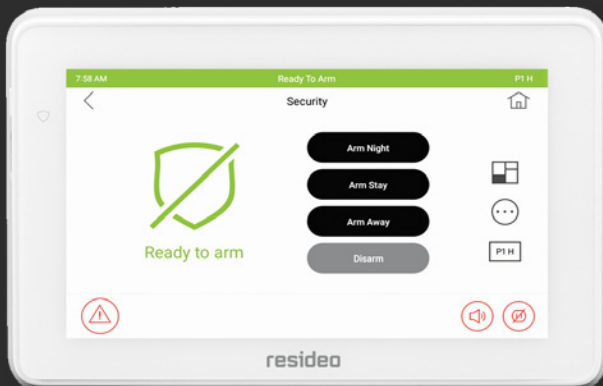 7:58 AM Ready To Arm P1 H
Security
Arm Night
Arm Stay
Arm Away
Disarm
Ready to arm
P1 H
resideo